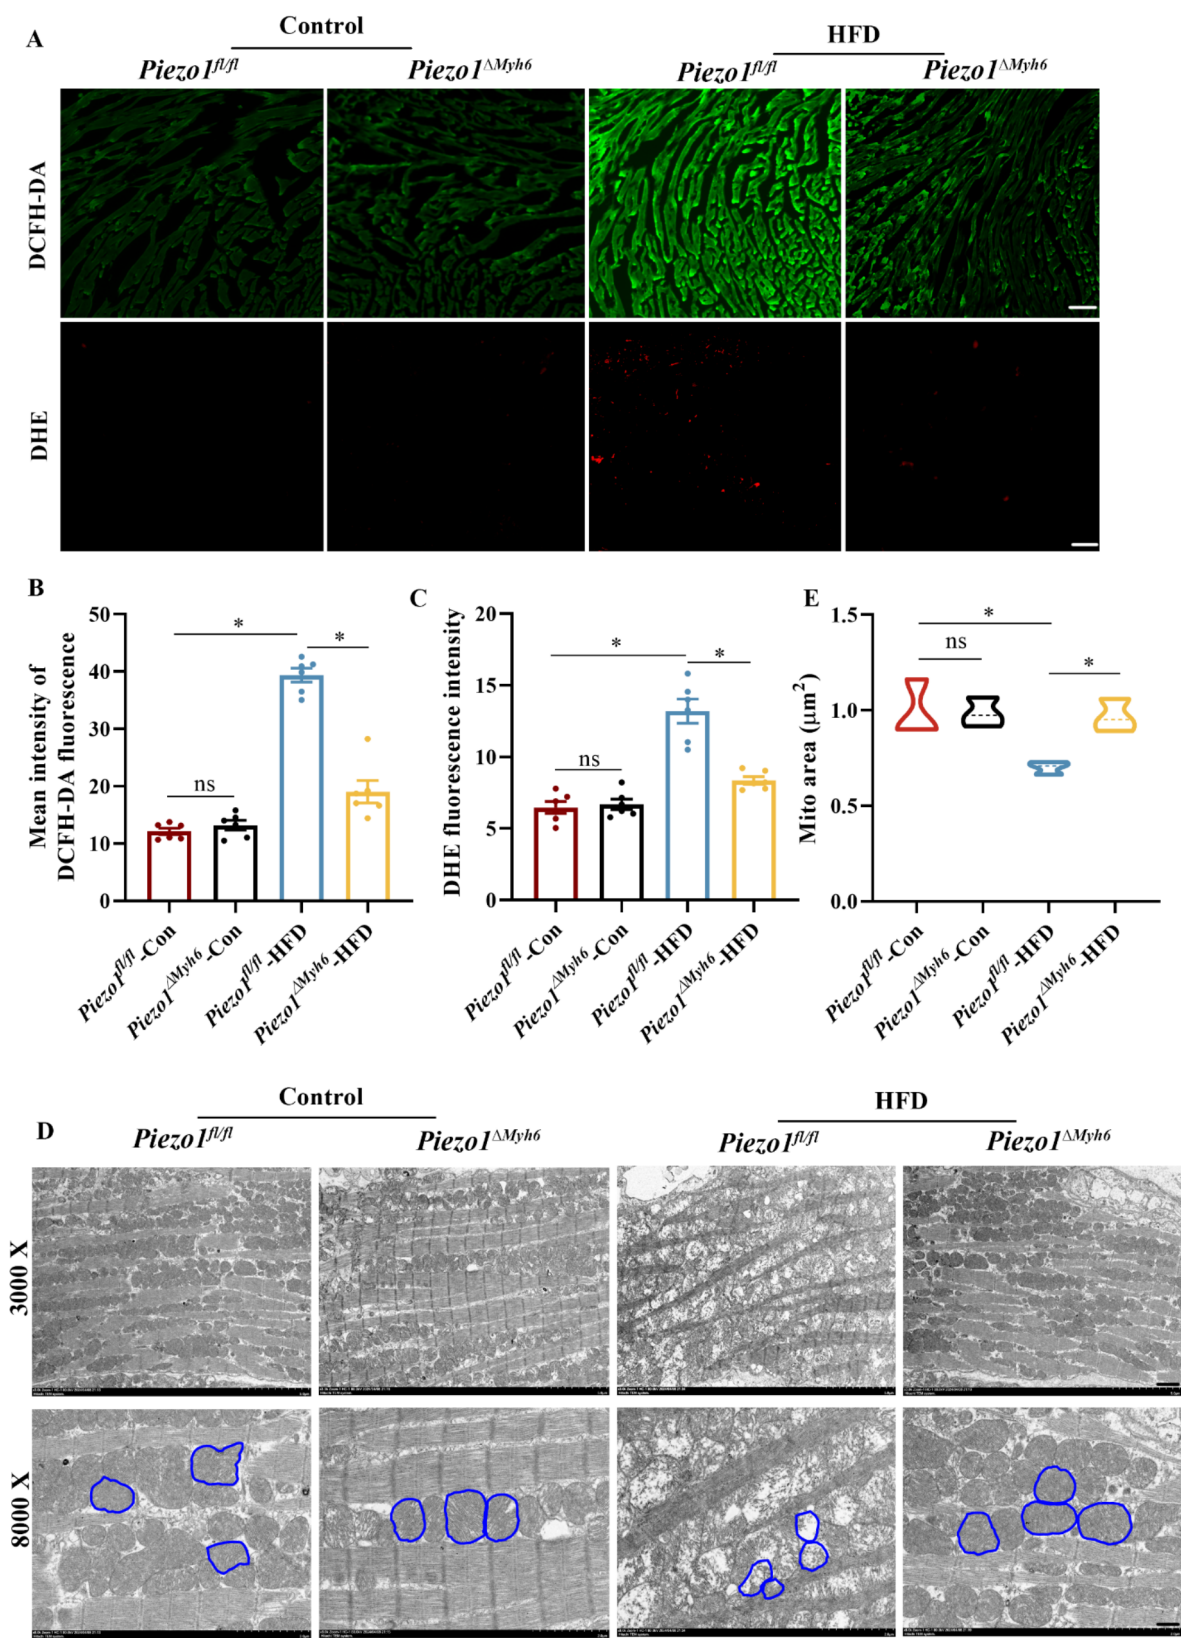 A
Control
HFD
Piezo1fl/fl
Piezo1ΔMyh6
Piezo1fl/fl
Piezo1ΔMyh6
DCFH-DA
DHE
B
Mean intensity of
DCFH-DA fluorescence
50
40
30
20
10
0
*
*
ns
Piezo1fl/fl-Con
Piezo1ΔMyh6-Con
Piezo1fl/fl-HFD
Piezo1ΔMyh6-HFD
C
DHE fluorescence intensity
20
15
10
5
0
*
*
ns
Piezo1fl/fl-Con
Piezo1ΔMyh6-Con
Piezo1fl/fl-HFD
Piezo1ΔMyh6-HFD
E
Mito area (μm2)
1.5
1.0
0.5
0.0
*
ns
*
Piezo1fl/fl-Con
Piezo1ΔMyh6-Con
Piezo1fl/fl-HFD
Piezo1ΔMyh6-HFD
Control
HFD
D
Piezo1fl/fl
Piezo1ΔMyh6
Piezo1fl/fl
Piezo1ΔMyh6
3000 X
8000 X